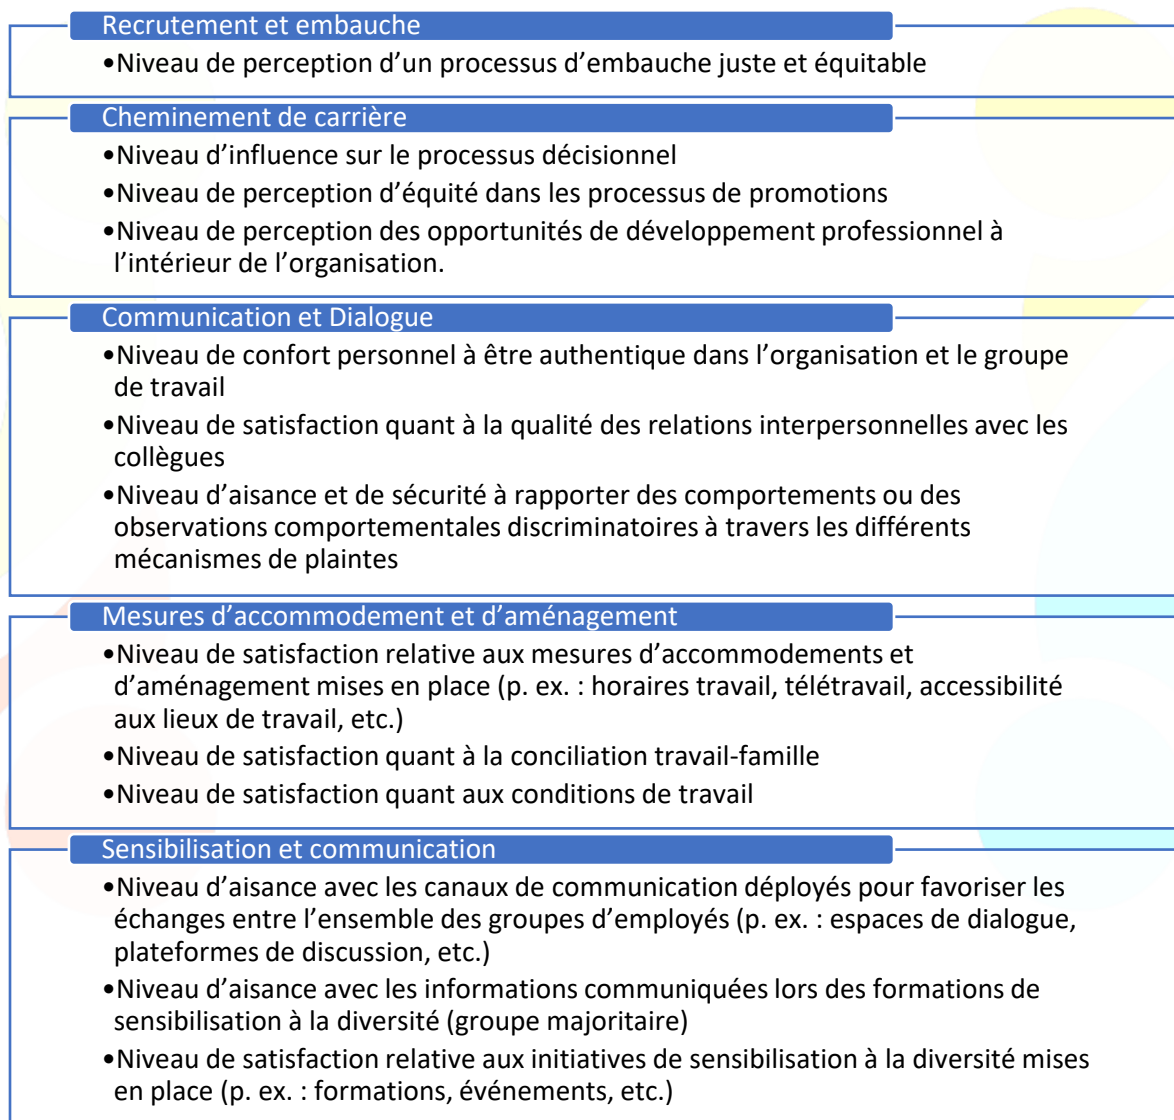 Recrutement et embauche
•Niveau de perception d’un processus d’embauche juste et équitable
Cheminement de carrière
•Niveau d’influence sur le processus décisionnel
•Niveau de perception d’équité dans les processus de promotions
•Niveau de perception des opportunités de développement professionnel à
l’intérieur de l’organisation.
Communication et Dialogue
•Niveau de confort personnel à être authentique dans l’organisation et le groupe
de travail
•Niveau de satisfaction quant à la qualité des relations interpersonnelles avec les
collègues
•Niveau d’aisance et de sécurité à rapporter des comportements ou des
observations comportementales discriminatoires à travers les différents
mécanismes de plaintes
Mesures d’accommodement et d’aménagement
•Niveau de satisfaction relative aux mesures d’accommodements et
d’aménagement mises en place (p. ex. : horaires travail, télétravail, accessibilité
aux lieux de travail, etc.)
•Niveau de satisfaction quant à la conciliation travail-famille
•Niveau de satisfaction quant aux conditions de travail
Sensibilisation et communication
•Niveau d’aisance avec les canaux de communication déployés pour favoriser les
échanges entre l’ensemble des groupes d’employés (p. ex. : espaces de dialogue,
plateformes de discussion, etc.)
•Niveau d’aisance avec les informations communiquées lors des formations de
sensibilisation à la diversité (groupe majoritaire)
•Niveau de satisfaction relative aux initiatives de sensibilisation à la diversité mises
en place (p. ex. : formations, événements, etc.)